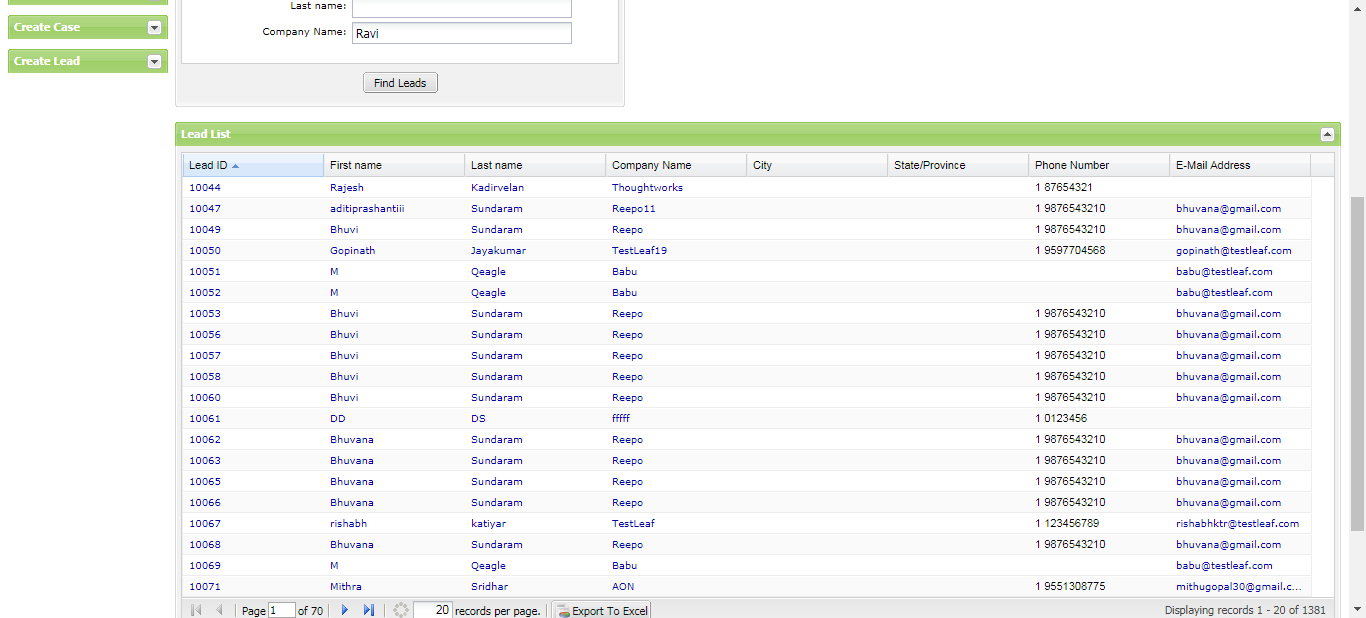 Last name:
Create Case
Company Name: Ravi
Create Lead
Find Leads
Lead List
Lead ID First name Last name Company Name City State/Province Phone Number E-Mail Address
10044 Rajesh Kadirvelan Thoughtworks 1 87654321
10047 aditiprashantiii Sundaram Reepo11 1 9876543210 bhuvana@gmail.com
10049 Bhuvi Sundaram Reepo 1 9876543210 bhuvana@gmail.com
10050 Gopinath Jayakumar TestLeaf19 1 9597704568 gopinath@testleaf.com
10051 M Qeagle Babu babu@testleaf.com
10052 M Qeagle Babu babu@testleaf.com
10053 Bhuvi Sundaram Reepo 1 9876543210 bhuvana@gmail.com
10056 Bhuvi Sundaram Reepo 1 9876543210 bhuvana@gmail.com
10057 Bhuvi Sundaram Reepo 1 9876543210 bhuvana@gmail.com
10058 Bhuvi Sundaram Reepo 1 9876543210 bhuvana@gmail.com
10060 Bhuvi Sundaram Reepo 1 9876543210 bhuvana@gmail.com
10061 DD DS fffff 1 0123456
10062 Bhuvana Sundaram Reepo 1 9876543210 bhuvana@gmail.com
10063 Bhuvana Sundaram Reepo 1 9876543210 bhuvana@gmail.com
10065 Bhuvana Sundaram Reepo 1 9876543210 bhuvana@gmail.com
10066 Bhuvana Sundaram Reepo 1 9876543210 bhuvana@gmail.com
10067 rishabh katiyar TestLeaf 1 123456789 rishabhktr@testleaf.com
10068 Bhuvana Sundaram Reepo 1 9876543210 bhuvana@gmail.com
10069 M Qeagle Babu babu@testleaf.com
10071 Mithra Sridhar AON 1 9551308775 mithugopal30@gmail.c...
Page 1 of 70 20 records per page. Export To Excel Displaying records 1 - 20 of 1381